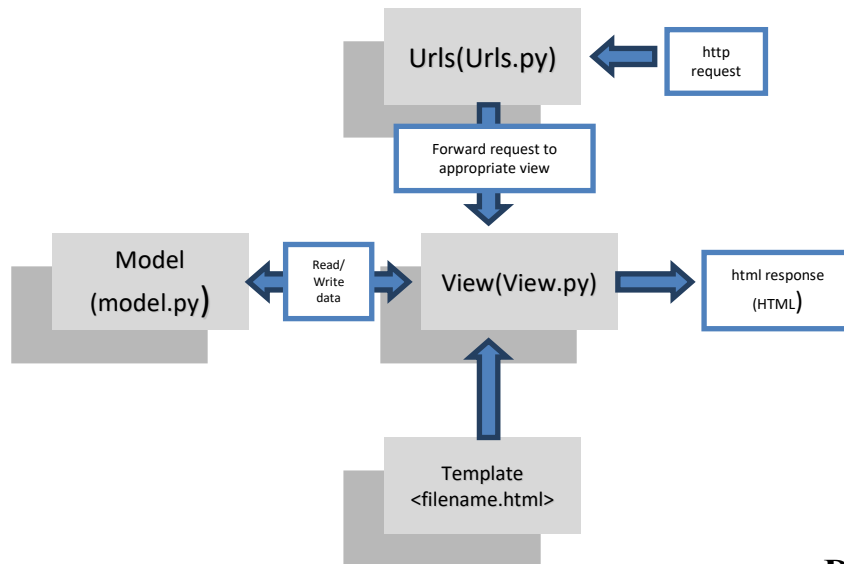 Urls(Urls.py)
http
request
Forward request to
appropriate view
Model
(model.py)
Read/
Write
data
View(View.py)
html response
(HTML)
Template
<filename.html>